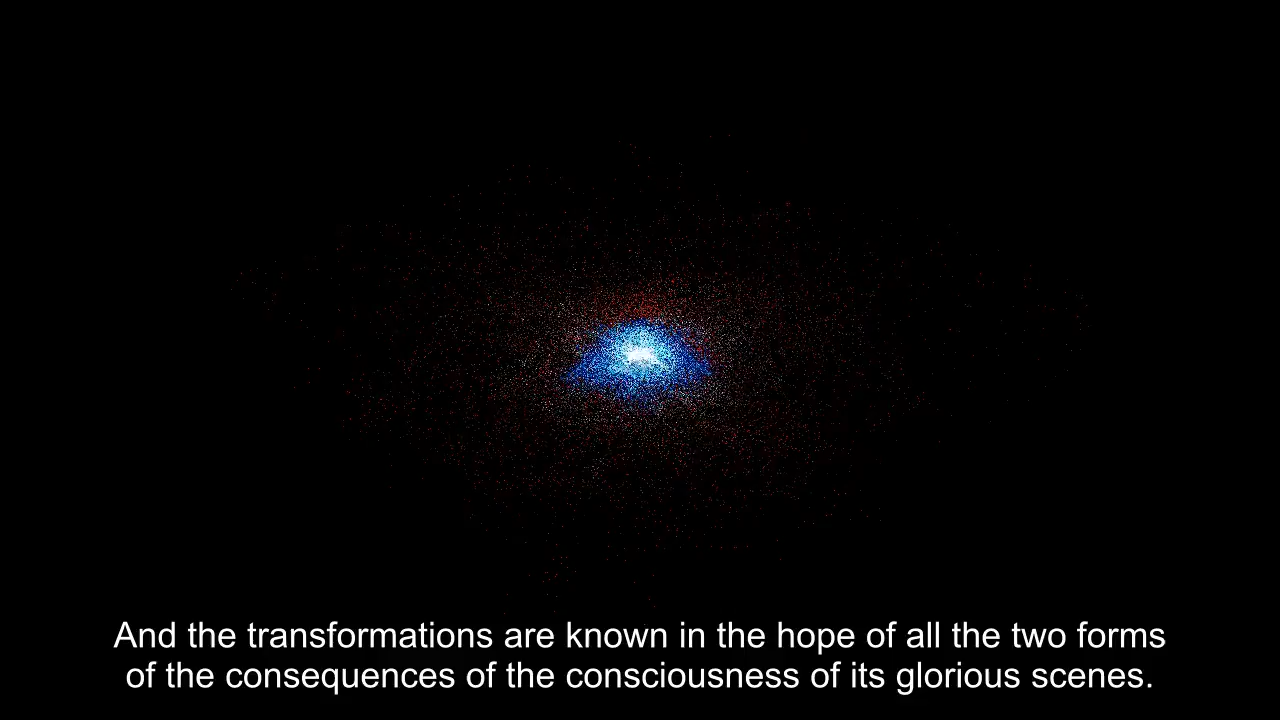 And the transformations are known in the hope of all the two forms
of the consequences of the consciousness of its glorious scenes.